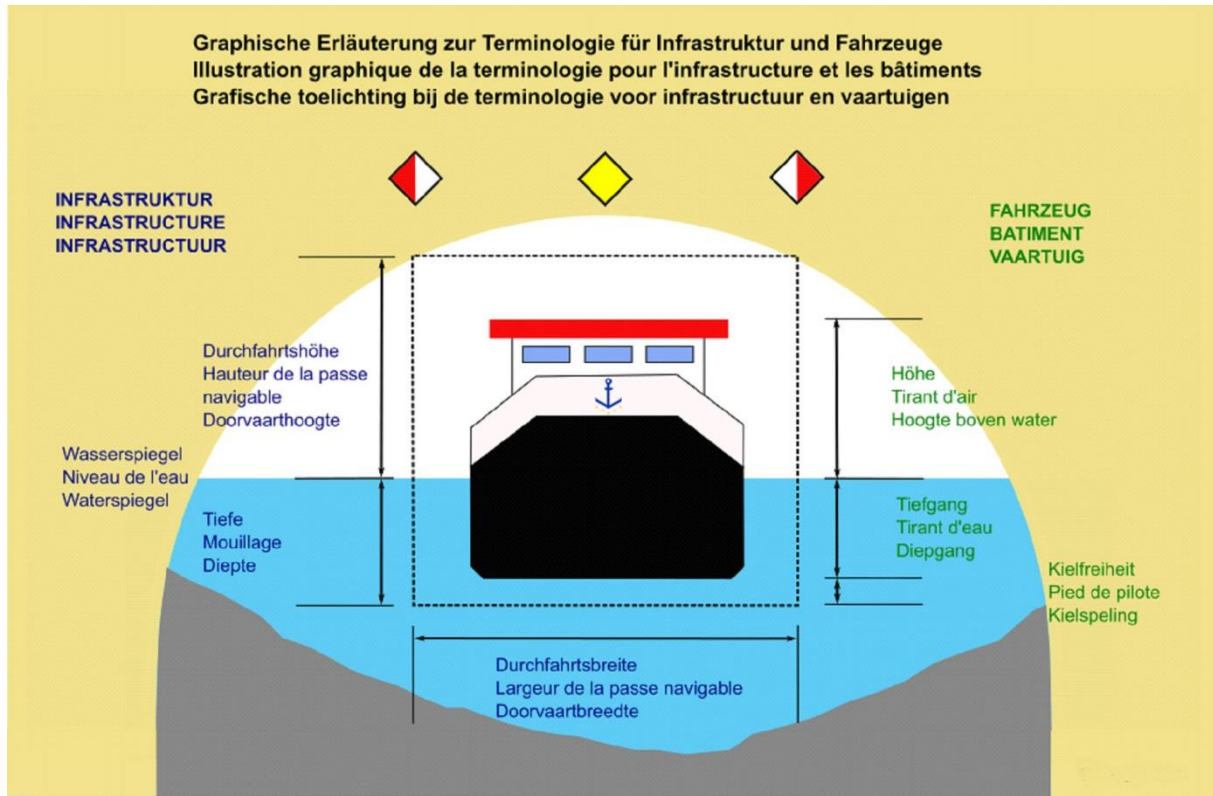 Graphische Erläuterung zur Terminologie für Infrastruktur und Fahrzeuge
Illustration graphique de la terminologie pour l'infrastructure et les bâtiments
Grafische toelichting bij de terminologie voor infrastructuur en vaartuigen
INFRASTRUKTUR
INFRASTRUCTURE
INFRASTRUCTUUR
FAHRZEUG
BATIMENT
VAARTUIG
Durchfahrtshöhe
Hauteur de la passe
navigable
Doorvaarthoogte
Höhe
Tirant d'air
Hoogte boven water
Wasserspiegel
Niveau de l'eau
Waterspiegel
Tiefe
Mouillage
Diepte
Tiefgang
Tirant d'eau
Diepgang
Kielfreiheit
Pied de pilote
Kielspeling
Durchfahrtsbreite
Largeur de la passe navigable
Doorvaartbreedte